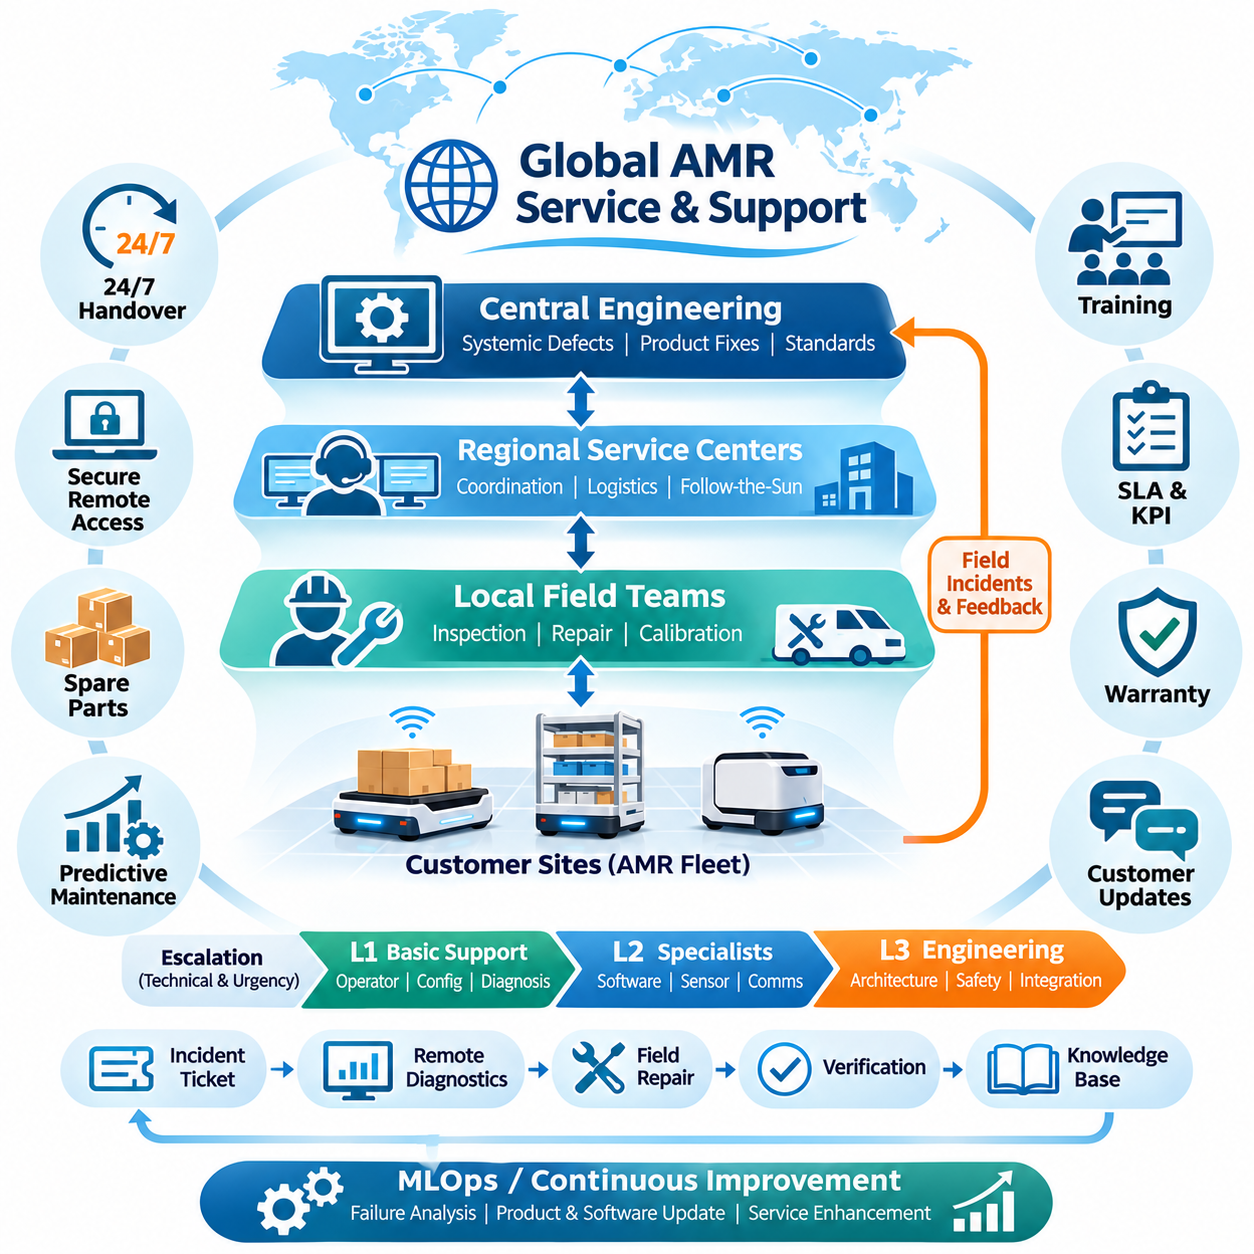 Global AMR
Service & Support
24/7
24/7
Handover
Secure
Remote
Access
Spare
Parts
Predictive
Maintenance
Training
SLA &
KPI
Warranty
Customer
Updates
Central Engineering
Systemic Defects | Product Fixes | Standards
Regional Service Centers
Coordination | Logistics | Follow-the-Sun
Local Field Teams
Inspection | Repair | Calibration
Field
Incidents
& Feedback
Customer Sites (AMR Fleet)
Escalation
(Technical & Urgency)
L1 Basic Support
Operator | Config | Diagnosis
L2 Specialists
Software | Sensor | Comms
L3 Engineering
Architecture | Safety | Integration
Incident
Ticket
Remote
Diagnostics
Field
Repair
Verification
Knowledge
Base
MLOps / Continuous Improvement
Failure Analysis | Product & Software Update | Service Enhancement